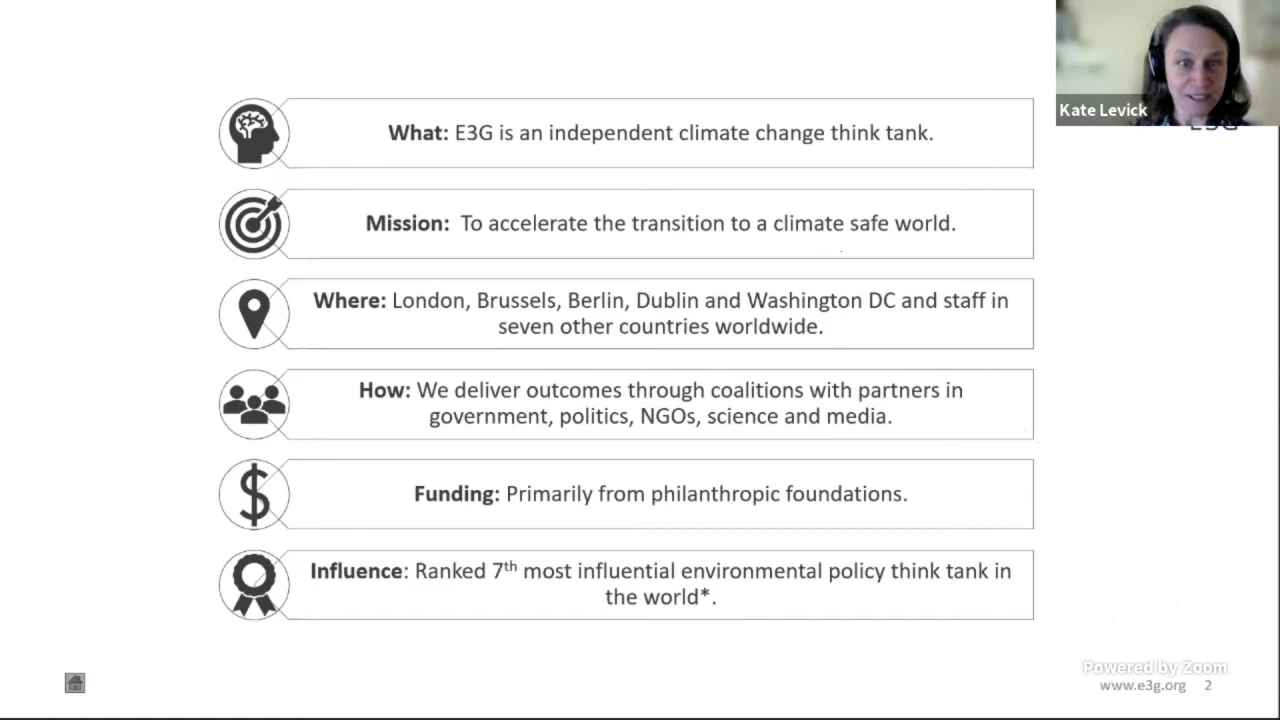 Kate Levick
What: E3G is an independent climate change think tank.
Mission: To accelerate the transition to a climate safe world.
Where: London, Brussels, Berlin, Dublin and Washington DC and staff in
seven other countries worldwide.
How: We deliver outcomes through coalitions with partners in
government, politics, NGOs, science and media.
Funding: Primarily from philanthropic foundations.
Influence: Ranked 7th most influential environmental policy think tank in
the world*.
Powered by Zoom
www.e3g.org 2